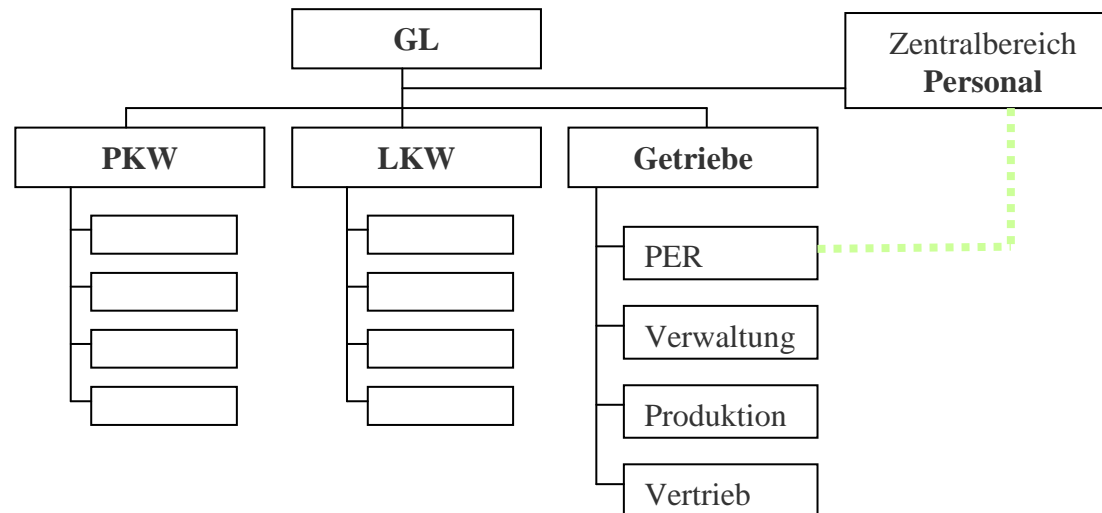 GL
Zentralbereich
Personal
PKW
LKW
Getriebe
PER
Verwaltung
Produktion
Vertrieb